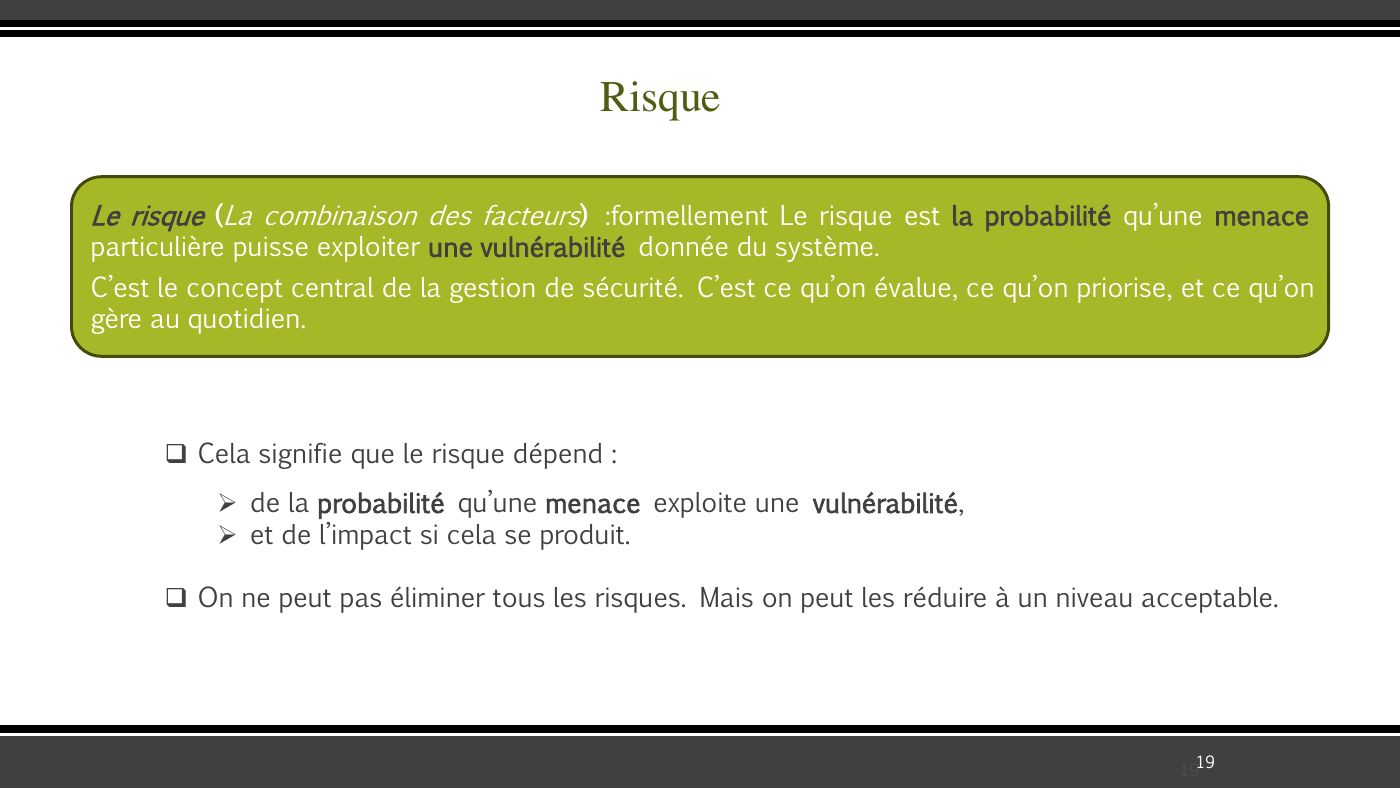 Risque
Le risque (La combinaison des facteurs) :formellement Le risque est la probabilité qu’une menace
particulière puisse exploiter une vulnérabilité donnée du système.
C’est le concept central de la gestion de sécurité. C’est ce qu’on évalue, ce qu’on priorise, et ce qu’on
gère au quotidien.
❑ Cela signifie que le risque dépend :
➢ de la probabilité qu’une menace exploite une vulnérabilité,
➢ et de l’impact si cela se produit.
❑ On ne peut pas éliminer tous les risques. Mais on peut les réduire à un niveau acceptable.
19
19